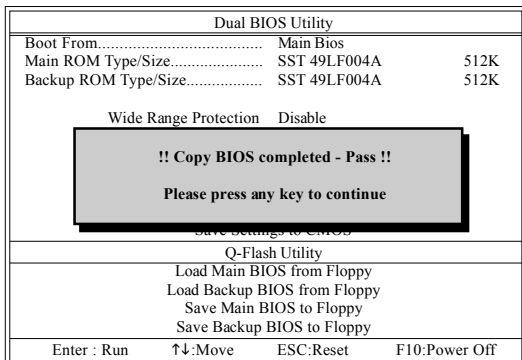 Dual BIOS Utility
Boot From..................................... Main Bios
Main ROM Type/Size..................... SST 49LF004A 512K
Backup ROM Type/Size.................. SST 49LF004A 512K
Wide Range Protection Disable
!! Copy BIOS completed - Pass !!
Please press any key to continue
Save Settings to CMOS
Q-Flash Utility
Load Main BIOS from Floppy
Load Backup BIOS from Floppy
Save Main BIOS to Floppy
Save Backup BIOS to Floppy
Enter : Run ↑↓:Move ESC:Reset F10:Power Off